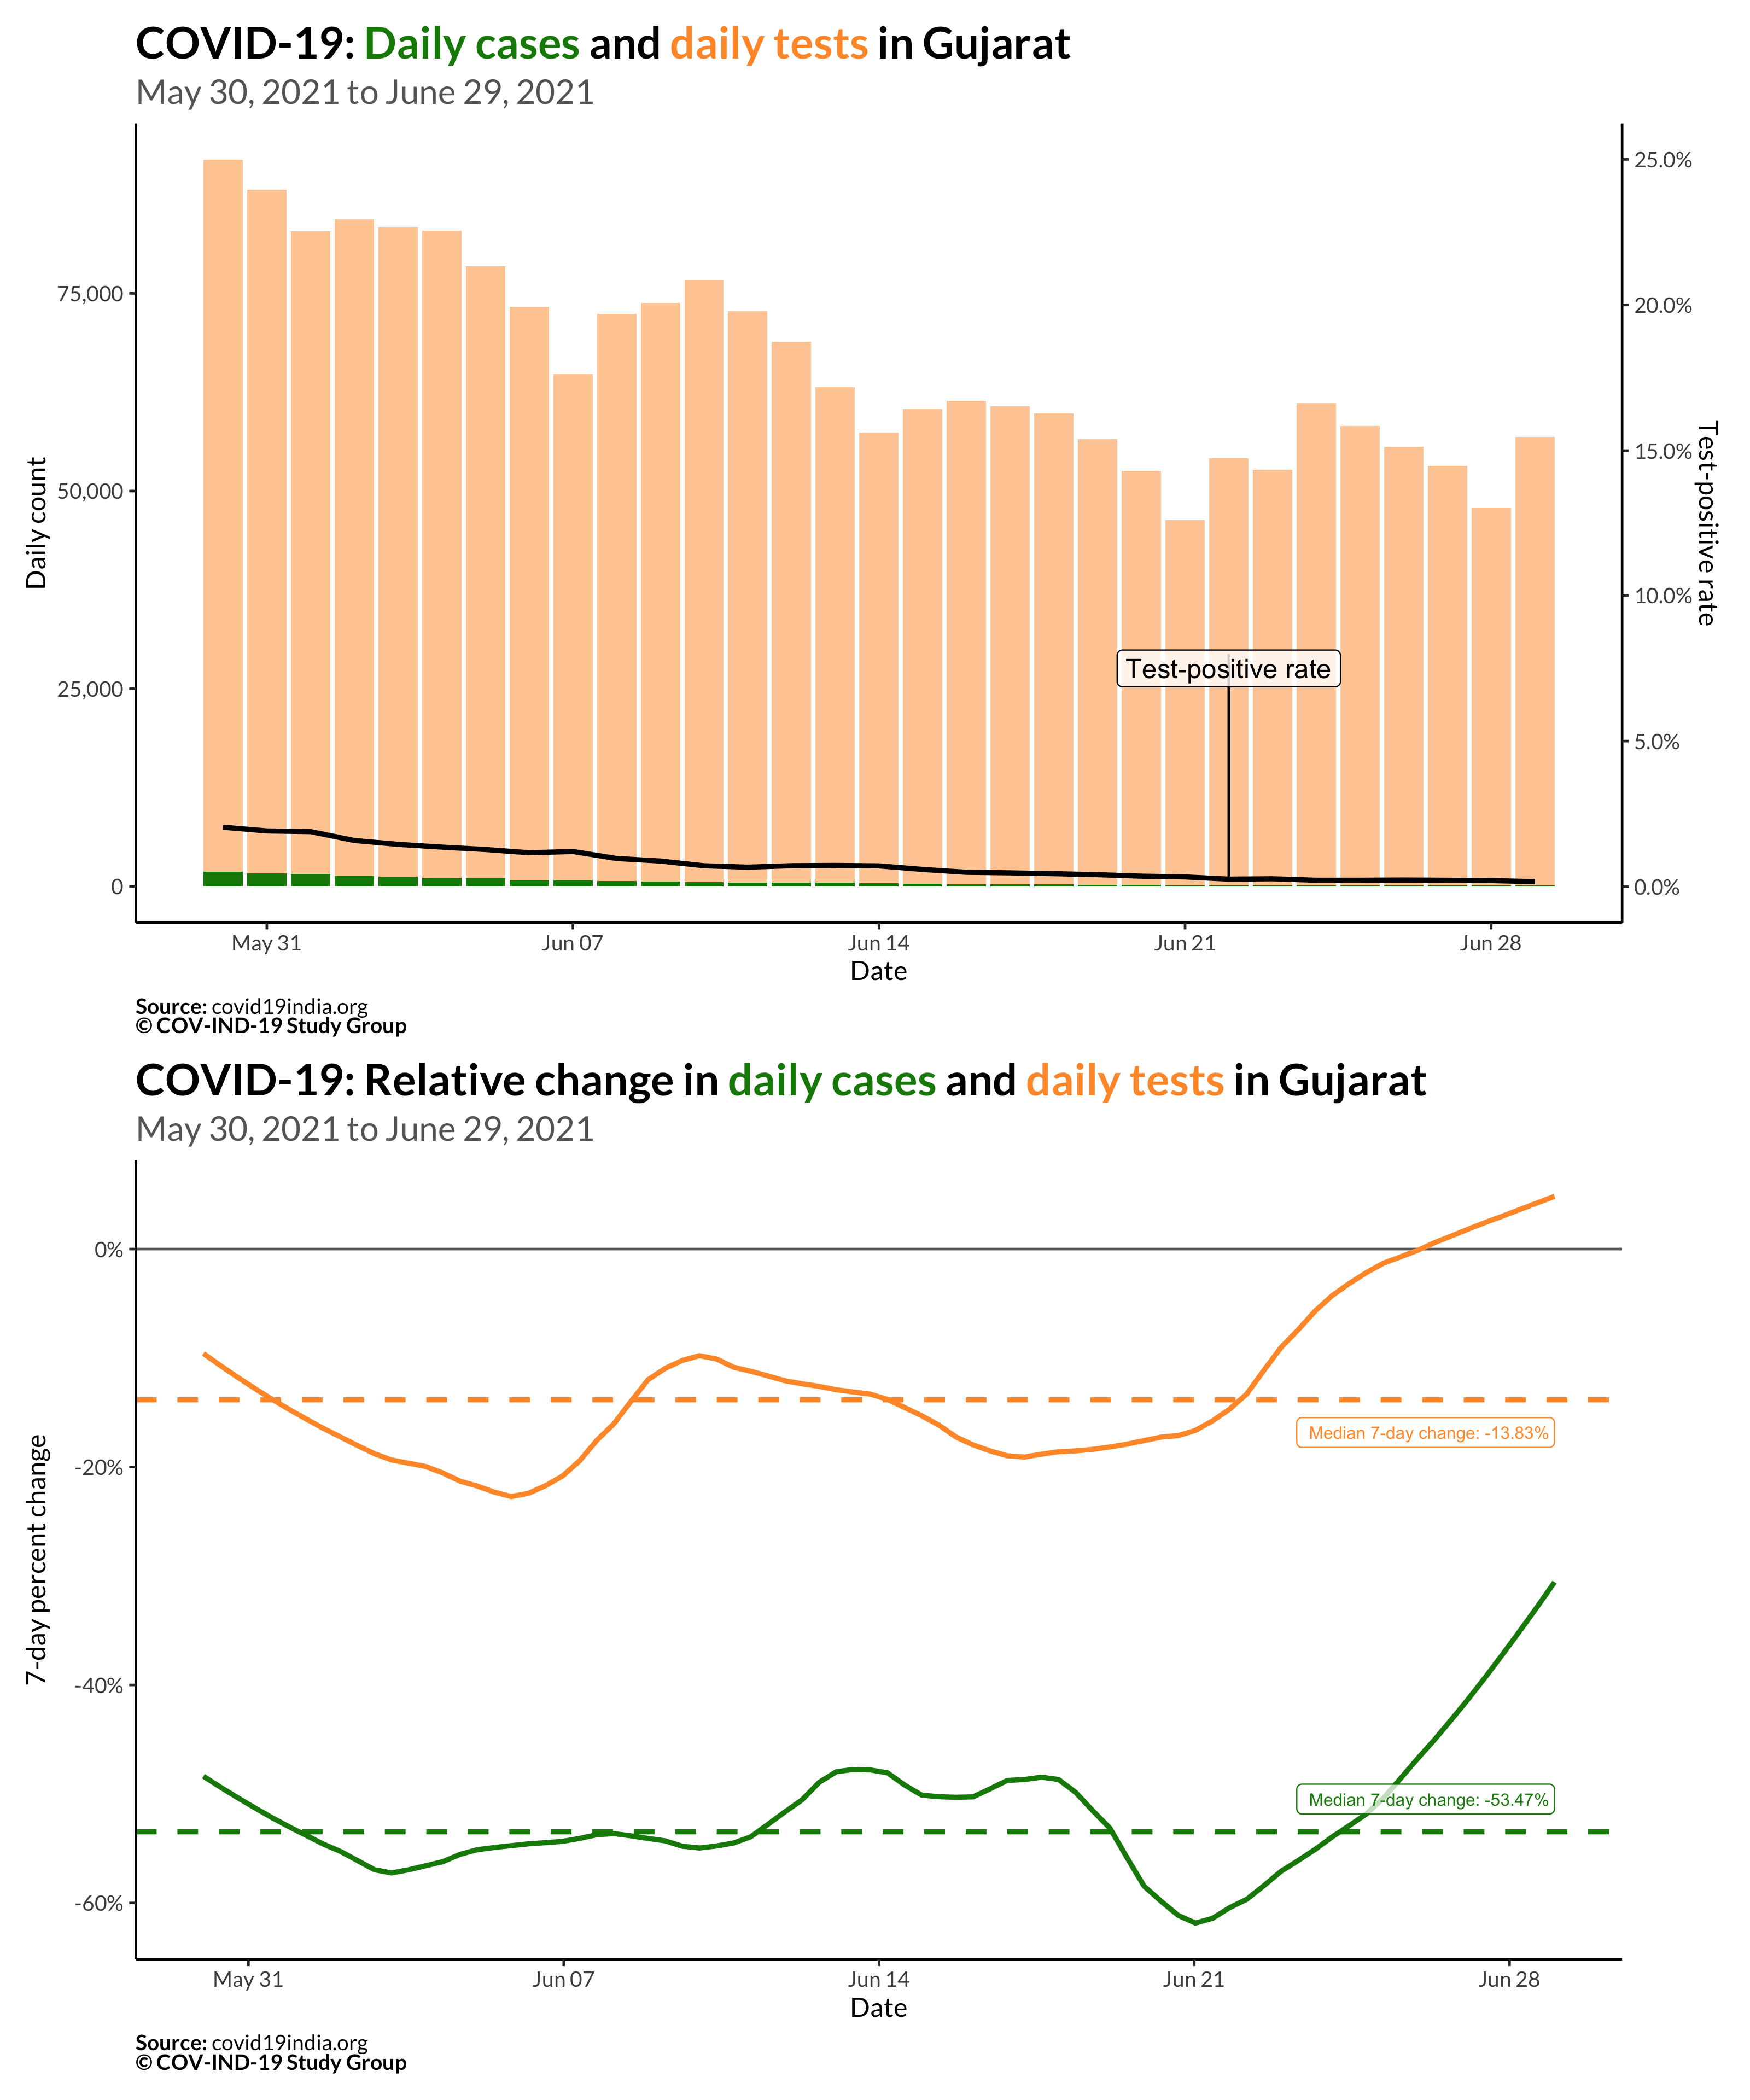 COVID-19: Daily cases and daily tests in Gujarat
May 30, 2021 to June 29, 2021
Daily count
75,000
50,000
25,000
0
25.0%
20.0%
15.0%
10.0%
5.0%
0.0%
Test-positive rate
Test-positive rate
May 31
Jun 07
Jun 14
Jun 21
Jun 28
Date
Source: covid19india.org
© COV-IND-19 Study Group
COVID-19: Relative change in daily cases and daily tests in Gujarat
May 30, 2021 to June 29, 2021
7-day percent change
0%
-20%
-40%
-60%
Median 7-day change: -13.83%
Median 7-day change: -53.47%
May 31
Jun 07
Jun 14
Jun 21
Jun 28
Date
Source: covid19india.org
© COV-IND-19 Study Group